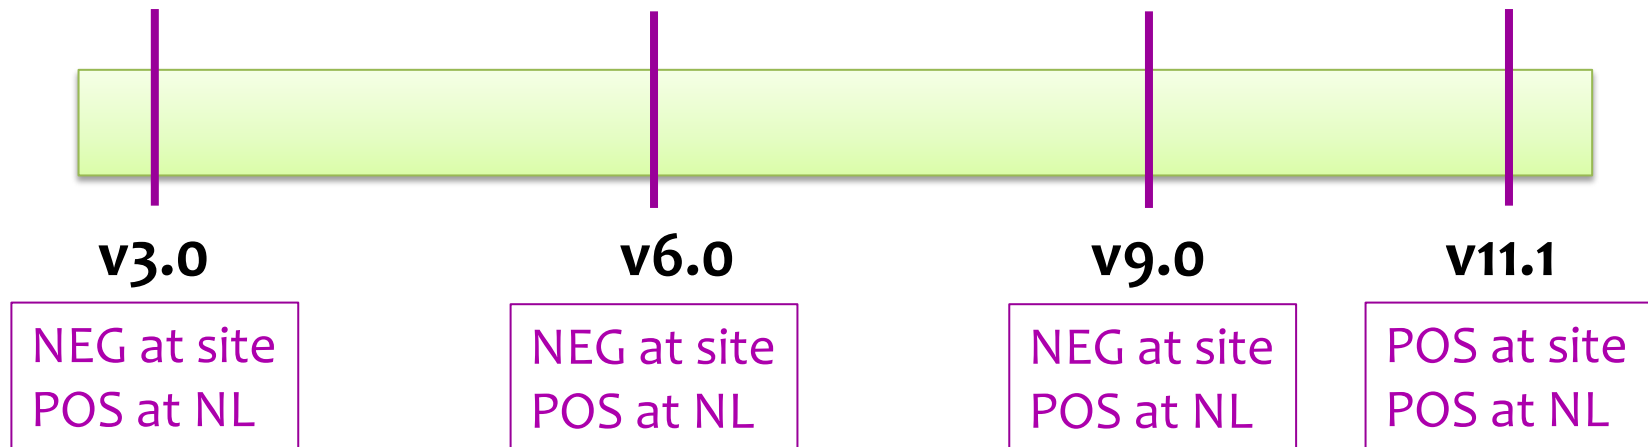 v3.0
NEG at site
POS at NL
v6.0
NEG at site
POS at NL
v9.0
NEG at site
POS at NL
v11.1
POS at site
POS at NL